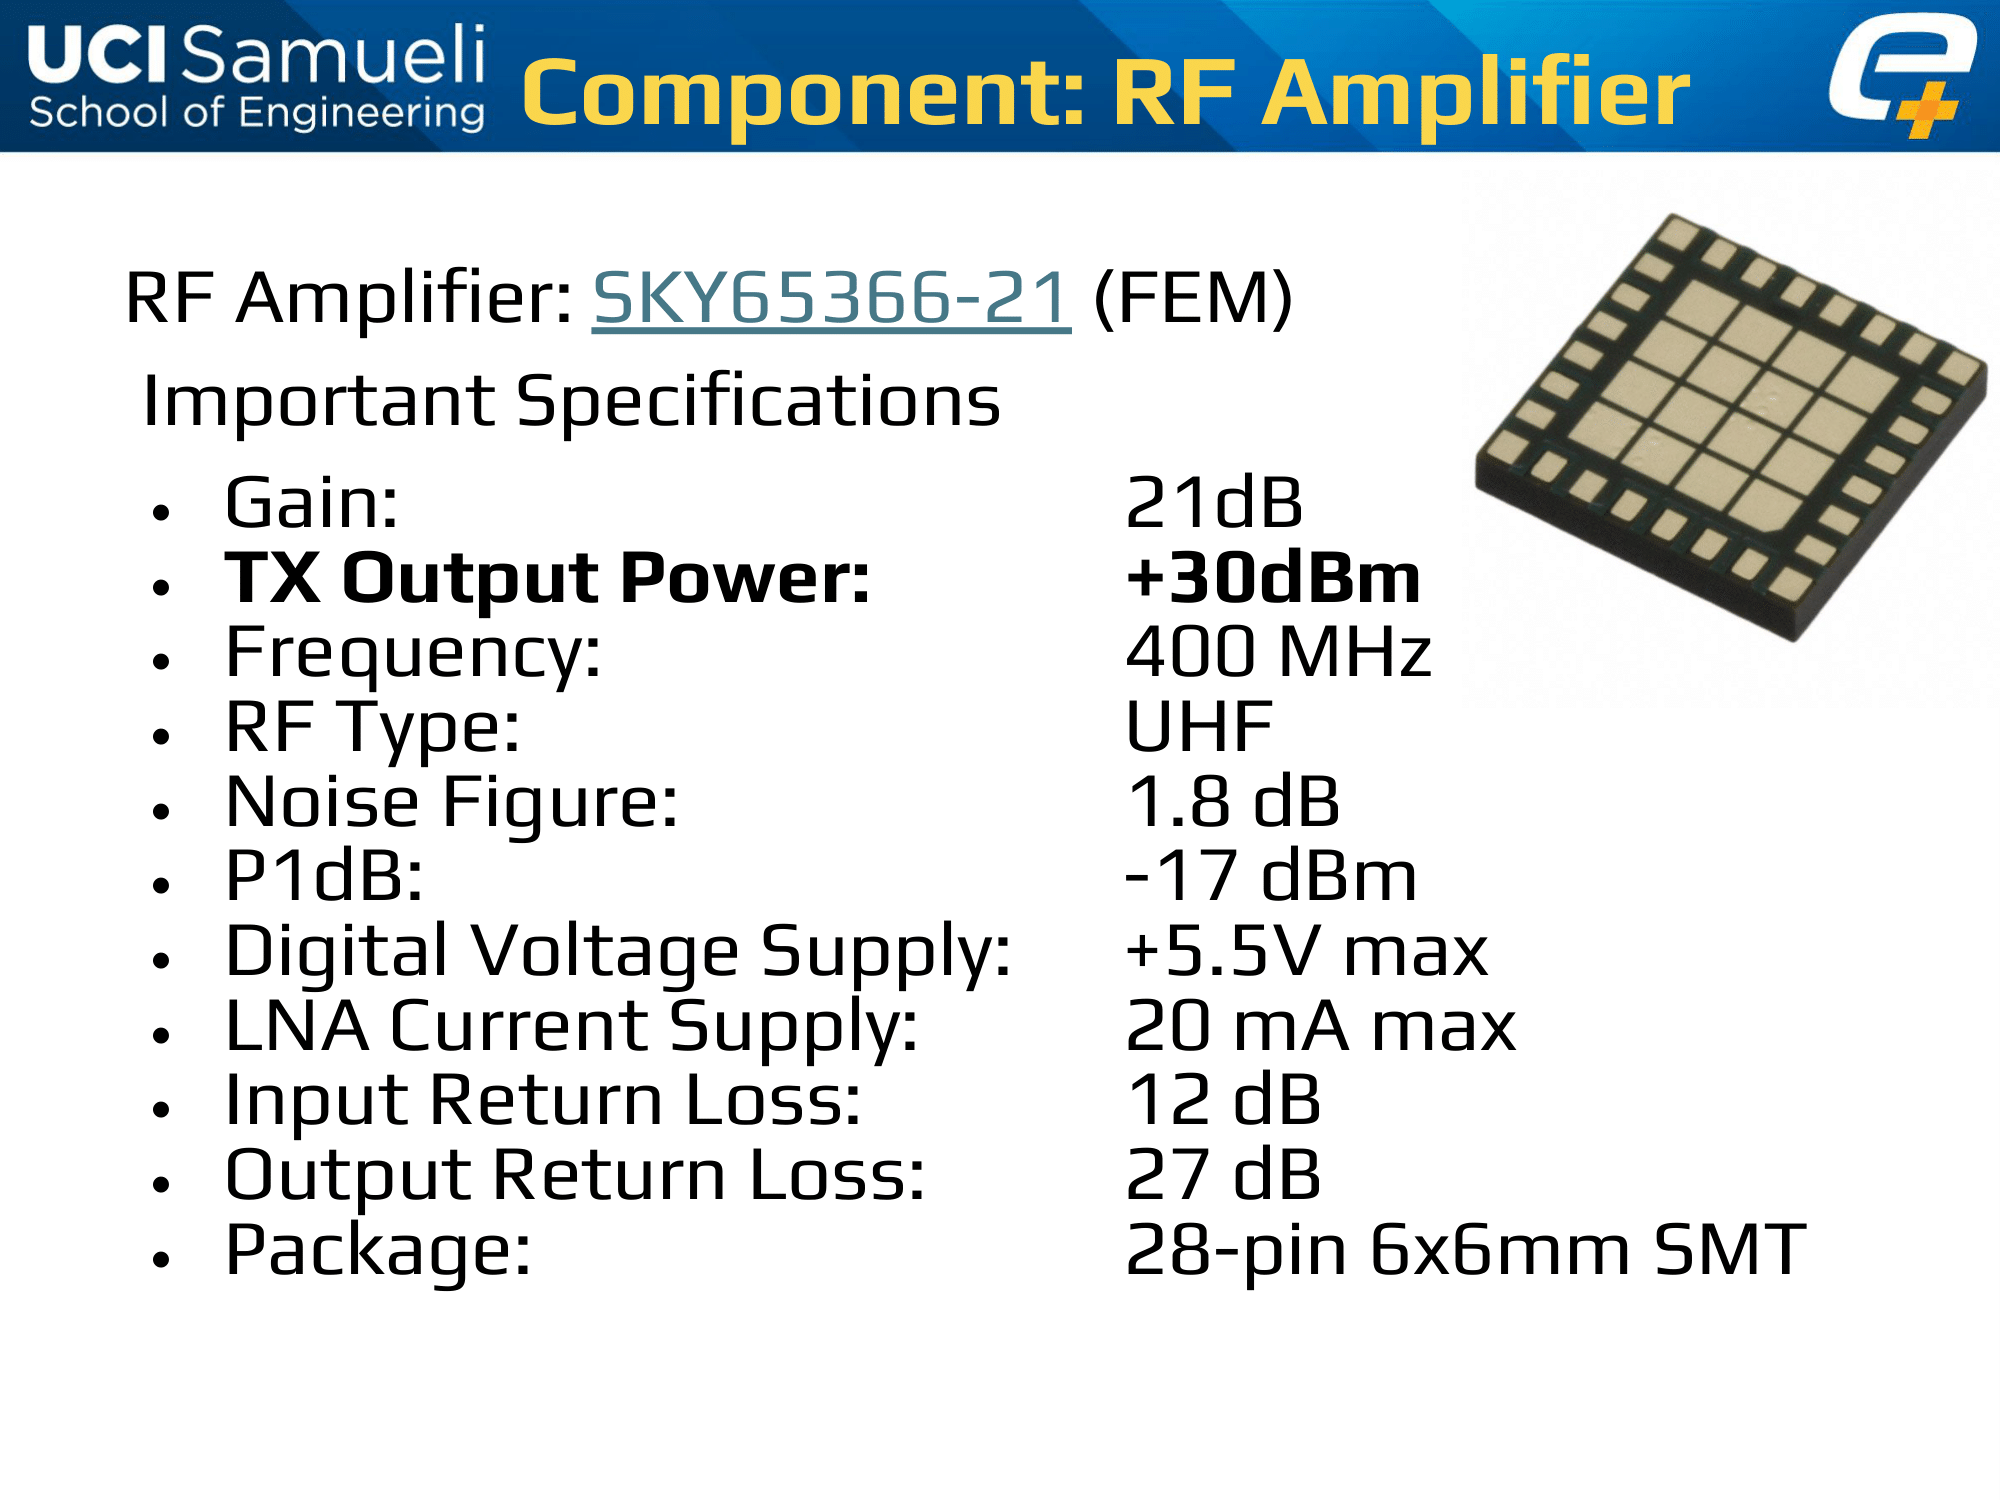 UCI Samueli
School of Engineering
Component: RF Amplifier
e+
RF Amplifier: SKY65366-21 (FEM)
Important Specifications
• Gain: 21dB
• TX Output Power: +30dBm
• Frequency: 400 MHz
• RF Type: UHF
• Noise Figure: 1.8 dB
• P1dB: -17 dBm
• Digital Voltage Supply: +5.5V max
• LNA Current Supply: 20 mA max
• Input Return Loss: 12 dB
• Output Return Loss: 27 dB
• Package: 28-pin 6x6mm SMT